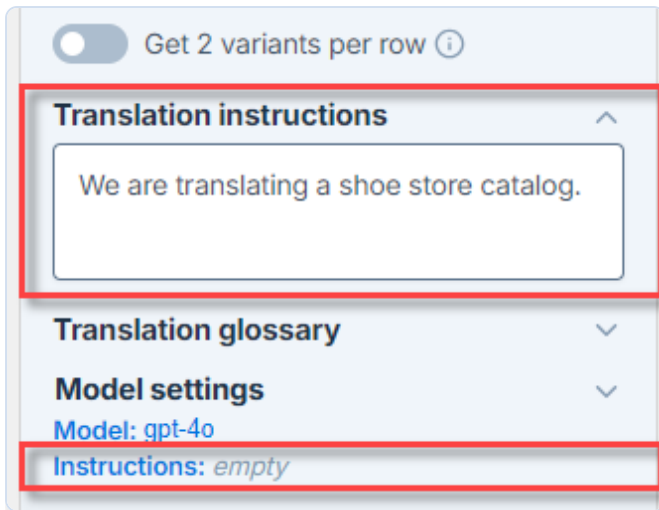 Get 2 variants per row
Translation instructions
We are translating a shoe store catalog.
Translation glossary
Model settings
Model: gpt-4o
Instructions: empty